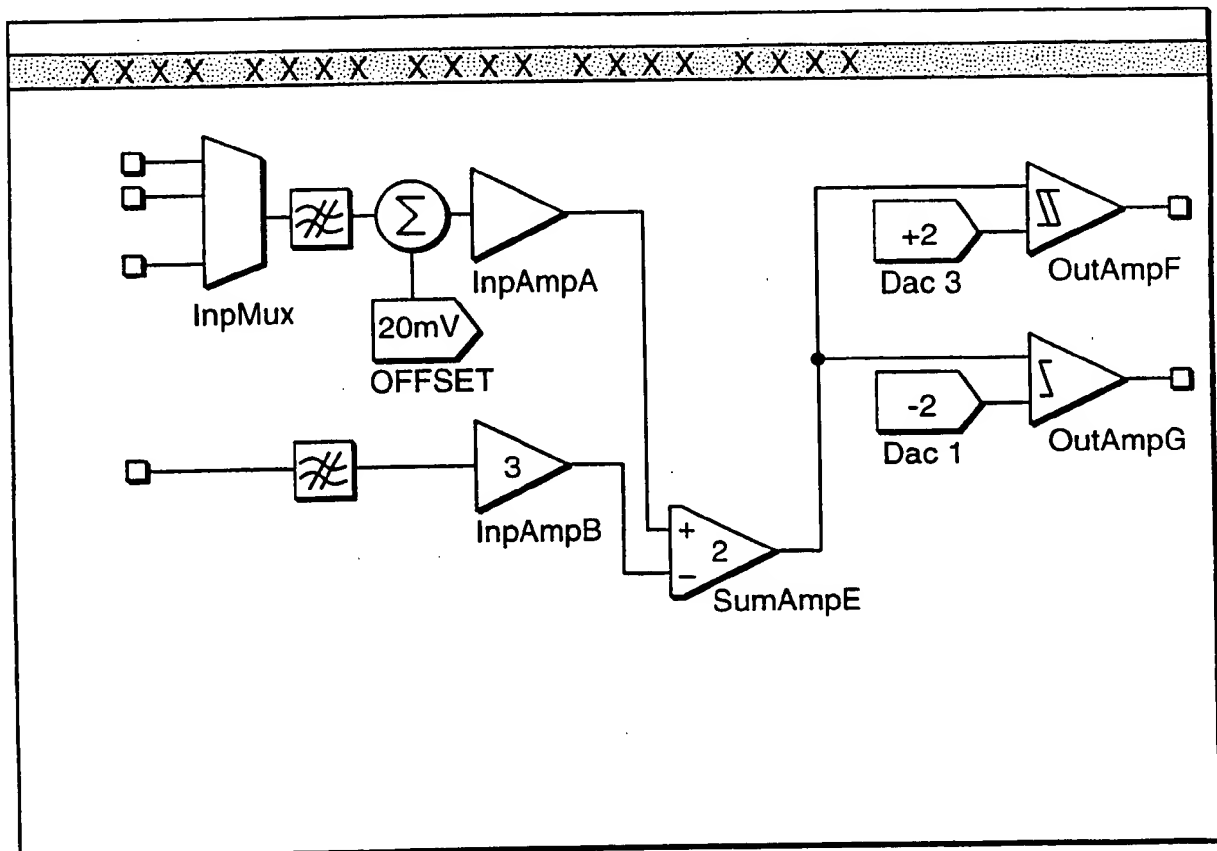 XXXX XXXX XXXX XXXX XXXX
InpMux
Σ
20mV
OFFSET
InpAmpA
3
InpAmpB
+
2
−
SumAmpE
+2
Dac 3
OutAmpF
-2
Dac 1
OutAmpG